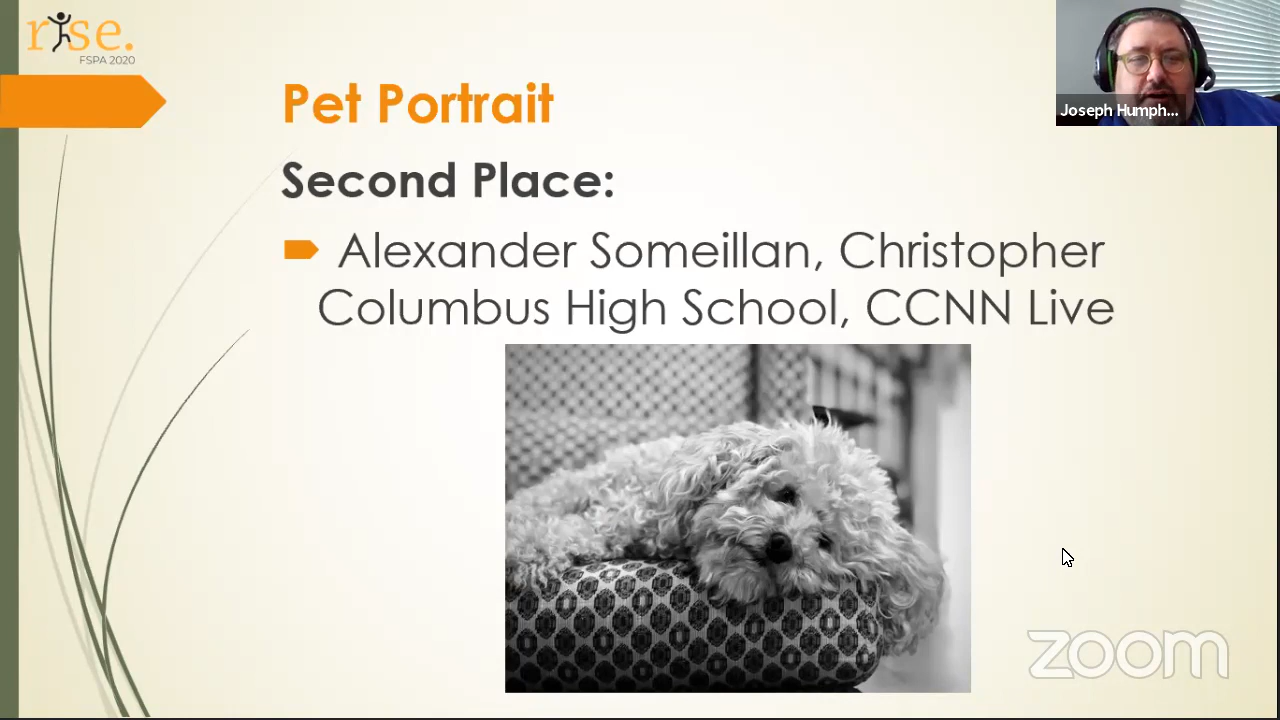 rise.
FSPA 2020
Joseph Humph...
Pet Portrait
Second Place:
Alexander Someillan, Christopher
Columbus High School, CCNN Live
zoom